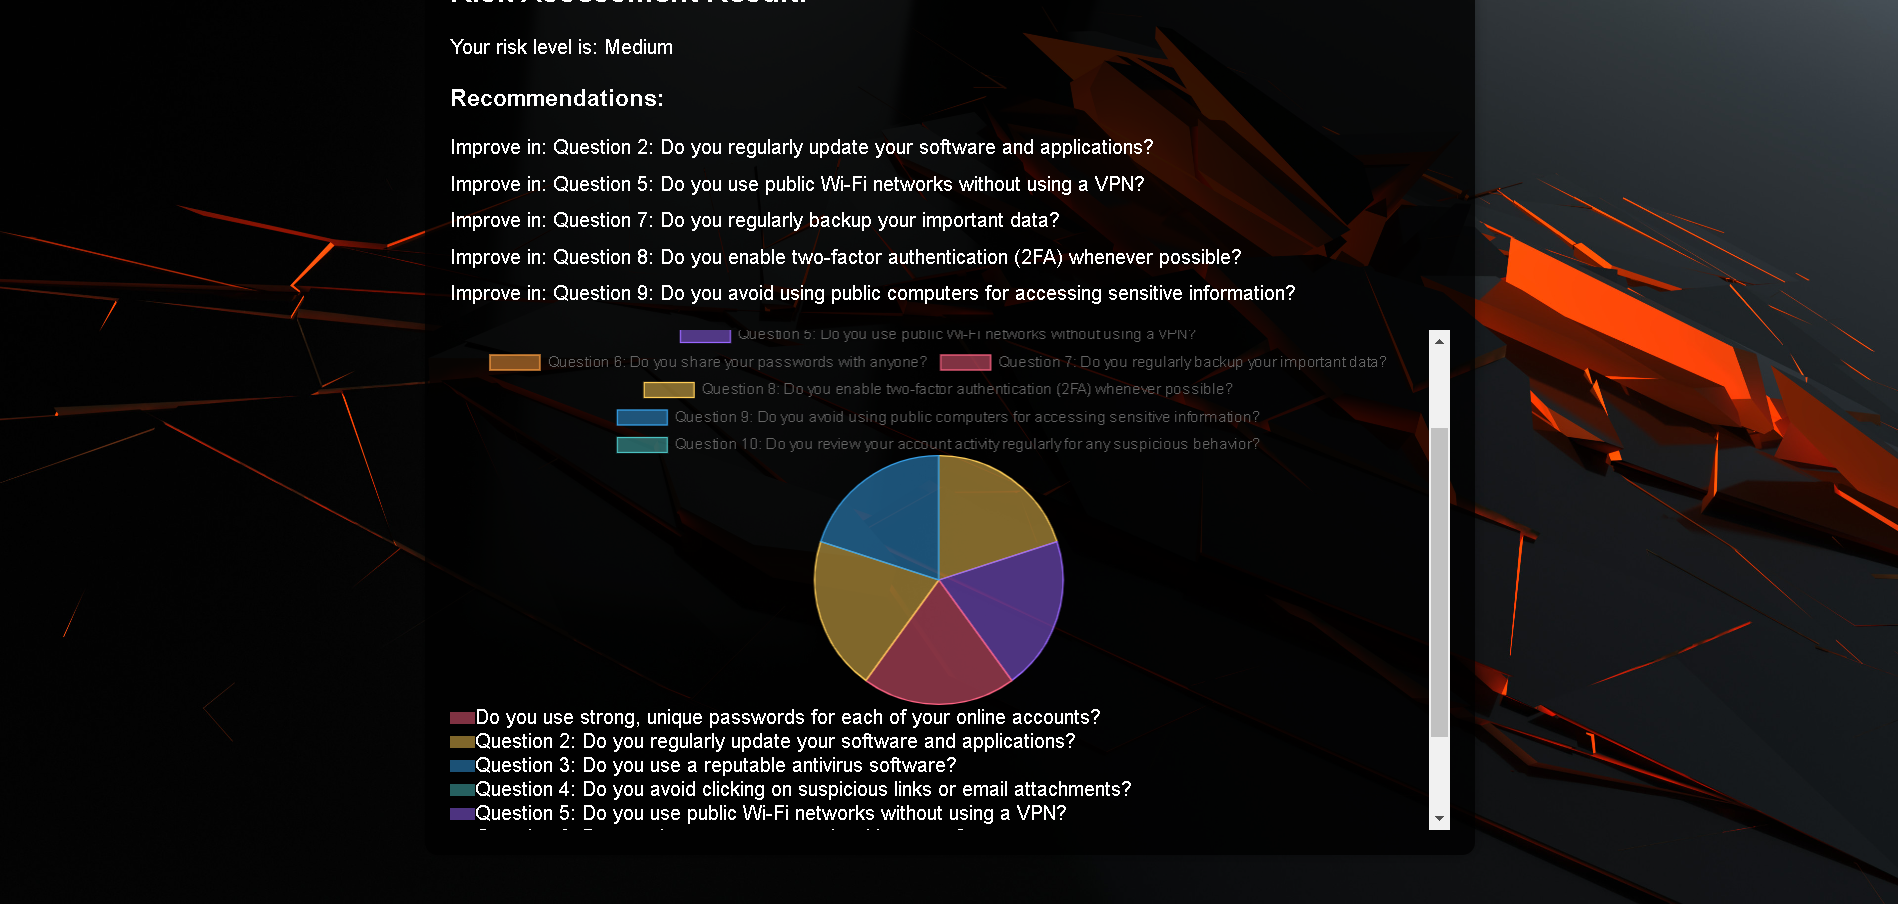 Risk Assessment Result:
Your risk level is: Medium
Recommendations:
Improve in: Question 2: Do you regularly update your software and applications?
Improve in: Question 5: Do you use public Wi-Fi networks without using a VPN?
Improve in: Question 7: Do you regularly backup your important data?
Improve in: Question 8: Do you enable two-factor authentication (2FA) whenever possible?
Improve in: Question 9: Do you avoid using public computers for accessing sensitive information?
Question 5: Do you use public Wi-Fi networks without using a VPN?
Question 6: Do you share your passwords with anyone? Question 7: Do you regularly backup your important data?
Question 8: Do you enable two-factor authentication (2FA) whenever possible?
Question 9: Do you avoid using public computers for accessing sensitive information?
Question 10: Do you review your account activity regularly for any suspicious behavior?
Do you use strong, unique passwords for each of your online accounts?
Question 2: Do you regularly update your software and applications?
Question 3: Do you use a reputable antivirus software?
Question 4: Do you avoid clicking on suspicious links or email attachments?
Question 5: Do you use public Wi-Fi networks without using a VPN?